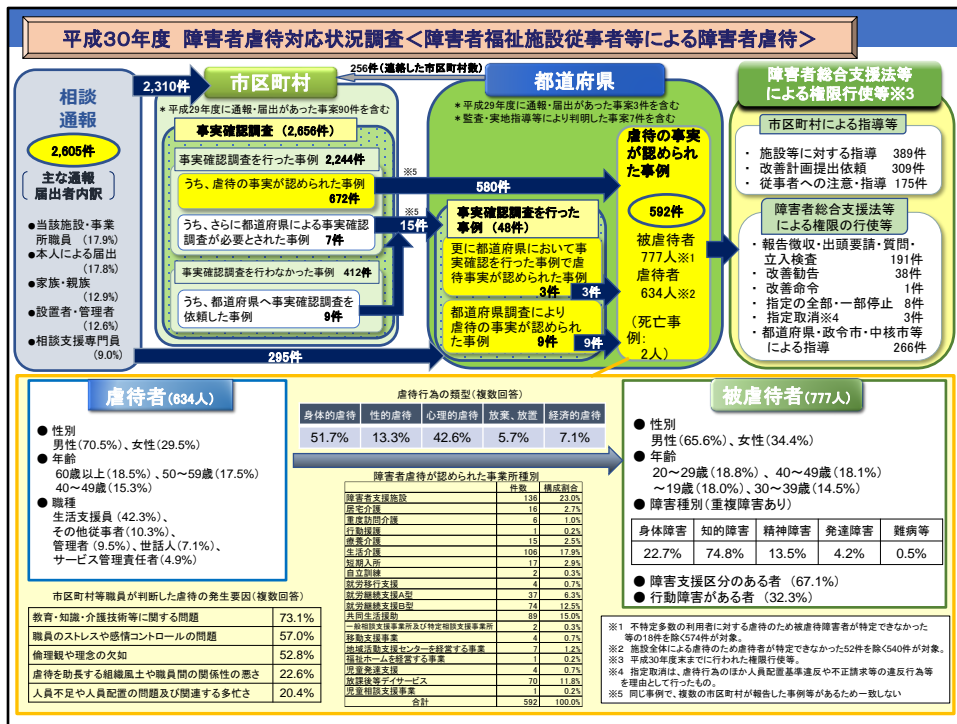 平成３０年度 障害者虐待対応状況調査＜障害者福祉施設従事者等による障害者虐待＞
相談
通報
2,605件
主な通報
届出者内訳
●当該施設・事業
所職員 (17.9%)
●本人による届出
(17.8%)
●家族・親族
(12.9%)
●設置者・管理者
(12.6%)
●相談支援専門員
(9.0%)
2,310件
256件(連絡した市区町村数)
市区町村
＊平成29年度に通報・届出があった事案90件を含む
事実確認調査 (2,656件)
事実確認調査を行った事例 2,244件
うち、虐待の事実が認められた事例
672件
うち、さらに都道府県による事実確認
調査が必要とされた事例 7件
事実確認調査を行わなかった事例 412件
うち、都道府県へ事実確認調査を
依頼した事例 9件
※5
580件
※5
15件
295件
都道府県
＊平成29年度に通報・届出があった事案3件を含む
＊監査・実地指導等により判明した事案7件を含む
事実確認調査を行った
事例 (48件)
更に都道府県において事
実確認を行った事例で虐
待事実が認められた事例
3件
3件
都道府県調査により
虐待の事実が認められ
た事例 9件
9件
虐待の事実
が認められ
た事例
592件
被虐待者
777人※1
虐待者
634人※2
(死亡事
例：
2人)
障害者総合支援法等
による権限行使等※3
市区町村による指導等
・ 施設等に対する指導 389件
・ 改善計画提出依頼 309件
・ 従事者への注意・指導 175件
障害者総合支援法等
による権限の行使等
・ 報告徴収・出頭要請・質問・
立入検査 191件
・ 改善勧告 38件
・ 改善命令 1件
・ 指定の全部・一部停止 8件
・ 指定取消※4 3件
・ 都道府県・政令市・中核市等
による指導 266件
虐待者(634人)
● 性別
男性(70.5%)、女性(29.5%)
● 年齢
60歳以上(18.5%)、50～59歳(17.5%)
40～49歳(15.3%)
● 職種
生活支援員 (42.3%)、
その他従事者(10.3%)、
管理者 (9.5%)、世話人(7.1%)、
サービス管理責任者(4.9%)
市区町村等職員が判断した虐待の発生要因(複数回答)
教育・知識・介護技術等に関する問題 73.1%
職員のストレスや感情コントロールの問題 57.0%
倫理観や理念の欠如 52.8%
虐待を助長する組織風土や職員間の関係性の悪さ 22.6%
人員不足や人員配置の問題及び関連する多忙さ 20.4%
虐待行為の類型(複数回答)
身体的虐待 性的虐待 心理的虐待 放棄、放置 経済的虐待
51.7% 13.3% 42.6% 5.7% 7.1%
障害者虐待が認められた事業所種別
件数 構成割合
障害者支援施設 136 23.0%
居宅介護 16 2.7%
重度訪問介護 6 1.0%
行動援護 1 0.2%
療養介護 15 2.5%
生活介護 106 17.9%
短期入所 17 2.9%
自立訓練 2 0.3%
就労移行支援 4 0.7%
就労継続支援A型 37 6.3%
就労継続支援B型 74 12.5%
共同生活援助 89 15.0%
一般相談支援事業所及び特定相談支援事業所 2 0.3%
移動支援事業 4 0.7%
地域活動支援センターを経営する事業 7 1.2%
福祉ホームを経営する事業 1 0.2%
児童発達支援 4 0.7%
放課後等デイサービス 70 11.8%
児童相談支援事業 1 0.2%
合計 592 100.0%
被虐待者(777人)
● 性別
男性(65.6%)、女性(34.4%)
● 年齢
20～29歳(18.8%) 、40～49歳(18.1%)
～19歳(18.0%)、30～39歳(14.5%)
● 障害種別(重複障害あり)
身体障害 知的障害 精神障害 発達障害 難病等
22.7% 74.8% 13.5% 4.2% 0.5%
● 障害支援区分のある者 (67.1%)
● 行動障害がある者 (32.3%)
※1 不特定多数の利用者に対する虐待のため被虐待障害者が特定できなかった
等の18件を除く574件が対象。
※2 施設全体による虐待のため虐待者が特定できなかった52件を除く540件が対象。
※3 平成30年度末までに行われた権限行使等。
※4 指定取消は、虐待行為のほか人員配置基準違反や不正請求等の違反行為等
を理由として行ったもの。
※5 同じ事例で、複数の市区町村が報告した事例等があるため一致しない